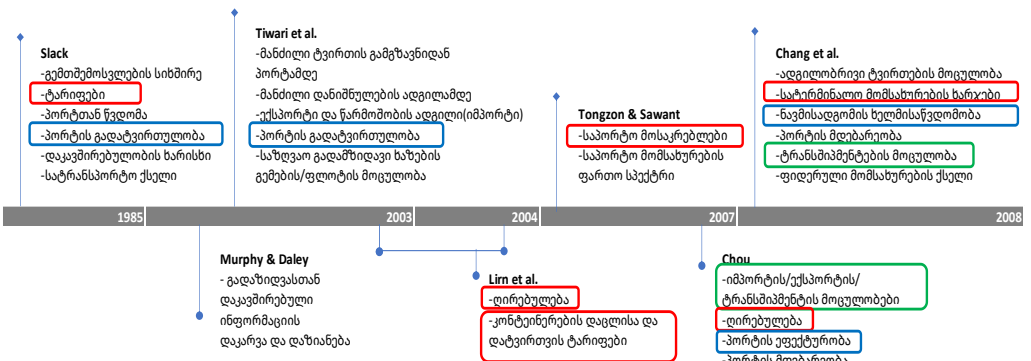 Slack
-გემთშემოსვლების სიხშირე
-ტარიფები
-პორტთან წვდომა
-პორტის გადატვირთულობა
-დაკავშირებულობის ხარისხი
-სატრანსპორტო ქსელი
Tiwari et al.
-მანძილი ტვირთის გამგზავნიდან
პორტამდე
-მანძილი დანიშნულების ადგილამდე
-ექსპორტი და წარმოშობის ადგილი(იმპორტი)
-პორტის გადატვირთულობა
-საზღვაო გადამზიდავი ხაზების
გემების/ფლოტის მოცულობა
Tongzon & Sawant
-საპორტო მოსაკრებლები
-საპორტო მომსახურების
ფართო სპექტრი
Chang et al.
-ადგილობრივი ტვირთების მოცულობა
-სატერმინალო მომსახურების ხარჯები
-ნავმისადგომის ხელმისაწვდომობა
-პორტის მდებარეობა
-ტრანსშიპმენტების მოცულობა
-ფიდერული მომსახურების ქსელი
1985 2003 2004 2007 2008
Murphy & Daley
- გადაზიდვასთან
დაკავშირებული
ინფორმაციის
დაკარვა და დაზიანება
Lirn et al.
-ღირებულება
-კონტეინერების დაცლისა და
დატვირთვის ტარიფები
Chou
-იმპორტის/ექსპორტის/
ტრანსშიპმენტის მოცულობები
-ღირებულება
-პორტის ეფექტურობა
-პორტის მდებარეობა